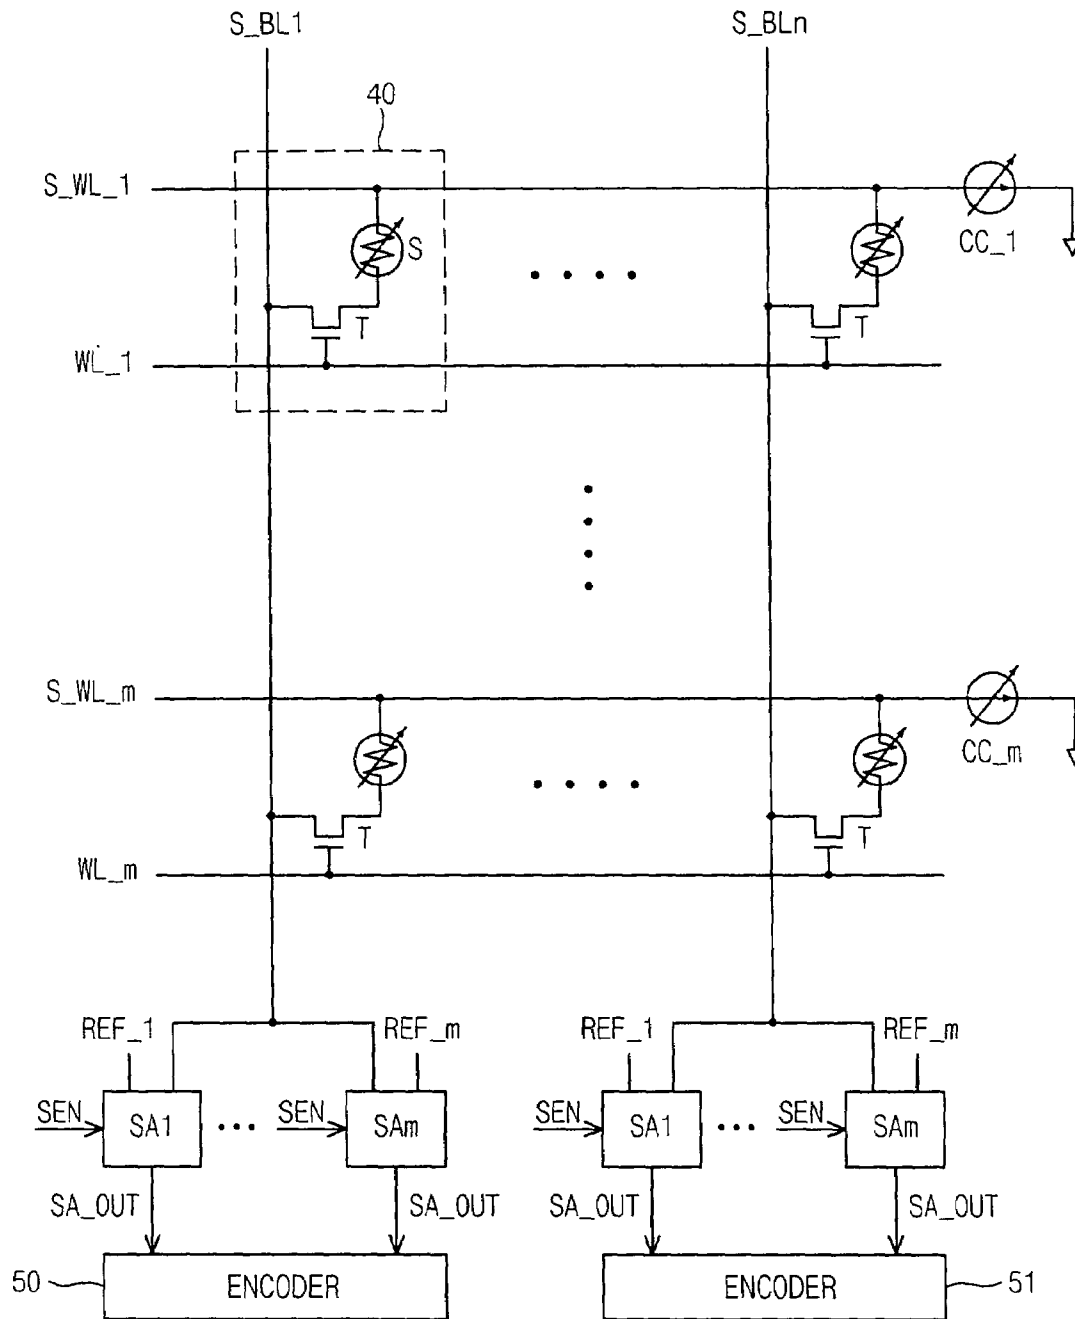 S_BL1 S_BLn
40
S_WL_1
S
CC_1
T T
WL_1
S_WL_m
CC_m
T T
WL_m
REF_1 REF_m REF_1 REF_m
SEN SA1 SEN SAm SEN SA1 SEN SAm
SA_OUT SA_OUT SA_OUT SA_OUT
50 ENCODER ENCODER 51